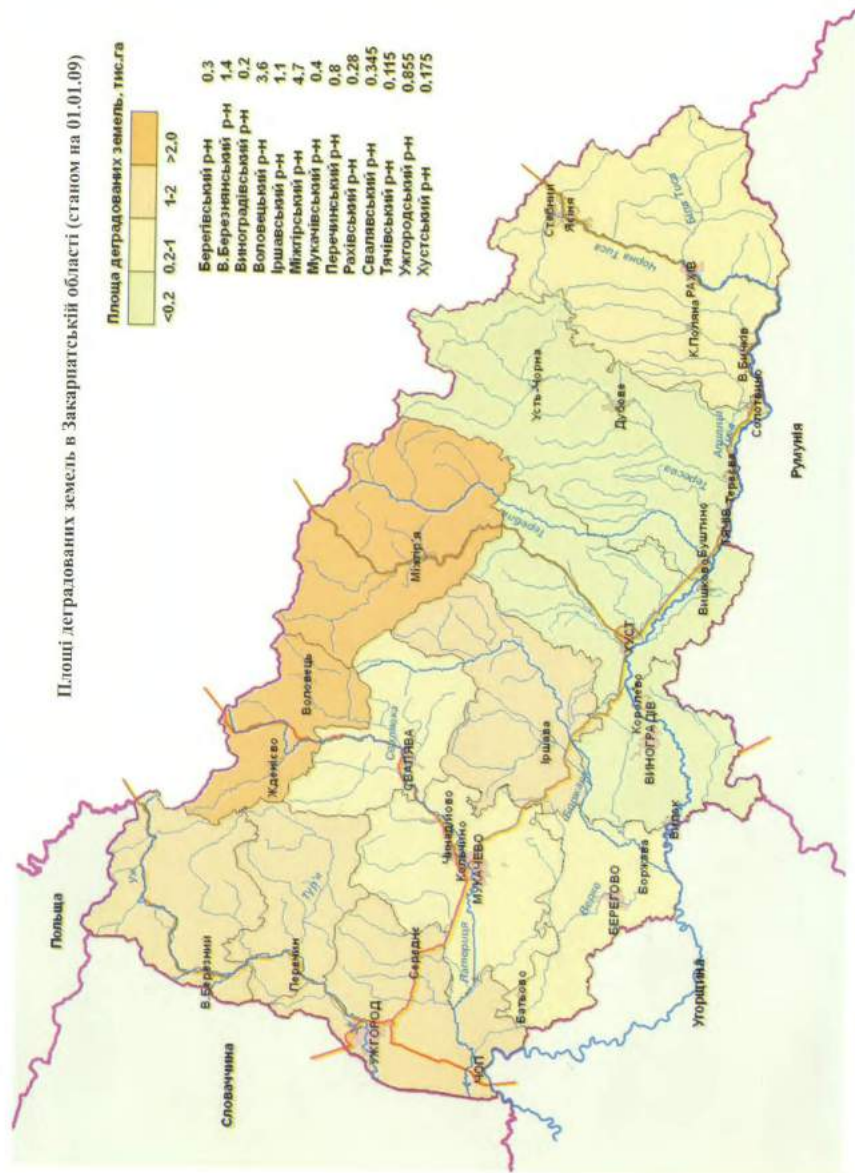 Площі деградованих земель в Закарпатській області (станом на 01.01.09)
Площа деградованих земель, тис.га
<0.2 0,2-1 1-2 >2,0
Берегівський р-н 0,3
В.Березнянський р-н 1.4
Виноградівський р-н 0.2
Воловецький р-н 3.6
Іршавський р-н 1,1
Міжгірський р-н 4.7
Мукачівський р-н 0.4
Перечинський р-н 0.8
Рахівський р-н 0.28
Свалявський р-н 0.345
Тячівський р-н 0.115
Ужгородський р-н 0.855
Хустський р-н 0.175
Польща
Словаччина
Уж
В.Березний
Тур'я
Перечин
Жденієво
Воловець
Міжгір'я
УЖГОРОД
Середнє
СВАЛЯВА
Чинадійово
Кольчино
МУКАЧЕВО
Латориця
ЧОП
Батьово
Іршава
БЕРЕГОВО
Боржава
Вилок
Королево
ВИНОГРАДІВ
ХУСТ
Вишково
Буштино
ТЯЧІВ
Тересва
Теребля
Тересва
Усть-Чорна
Дубове
Солотвино
В.Бичків
К.Поляна
РАХІВ
Чорна Тиса
Біла Тиса
Ясіня
Угорщина
Румунія